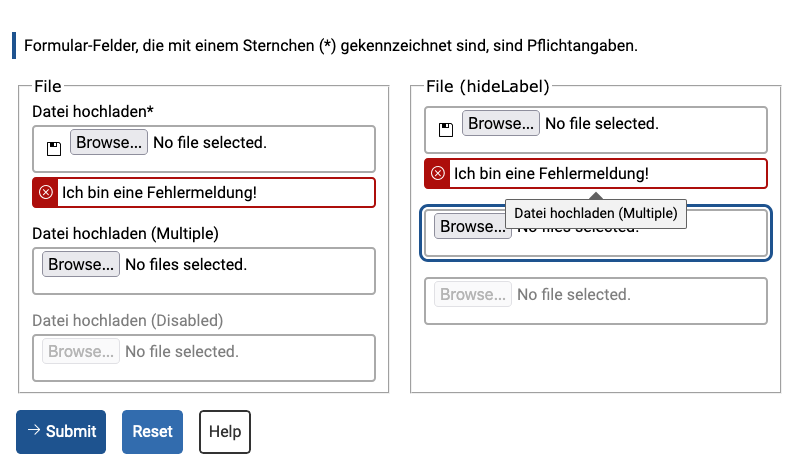 Formular-Felder, die mit einem Sternchen (*) gekennzeichnet sind, sind Pflichtangaben.
File
Datei hochladen*
Browse... No file selected.
Ich bin eine Fehlermeldung!
Datei hochladen (Multiple)
Browse... No files selected.
Datei hochladen (Disabled)
Browse... No file selected.
File (hideLabel)
Browse... No file selected.
Ich bin eine Fehlermeldung!
Datei hochladen (Multiple)
Browse... No files selected.
Browse... No file selected.
→ Submit
Reset
Help